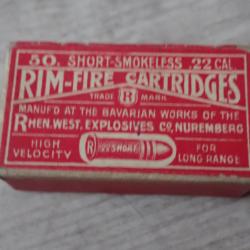 50. SHORT-SMOKELESS .22 CAL.
RIM-FIRE CARTRIDGES
TRADE R MARK
MANUF'D AT THE BAVARIAN WORKS OF THE
RHEN. WEST. EXPLOSIVES CO, NUREMBERG
HIGH VELOCITY
R 22 SHORT
FOR LONG RANGE